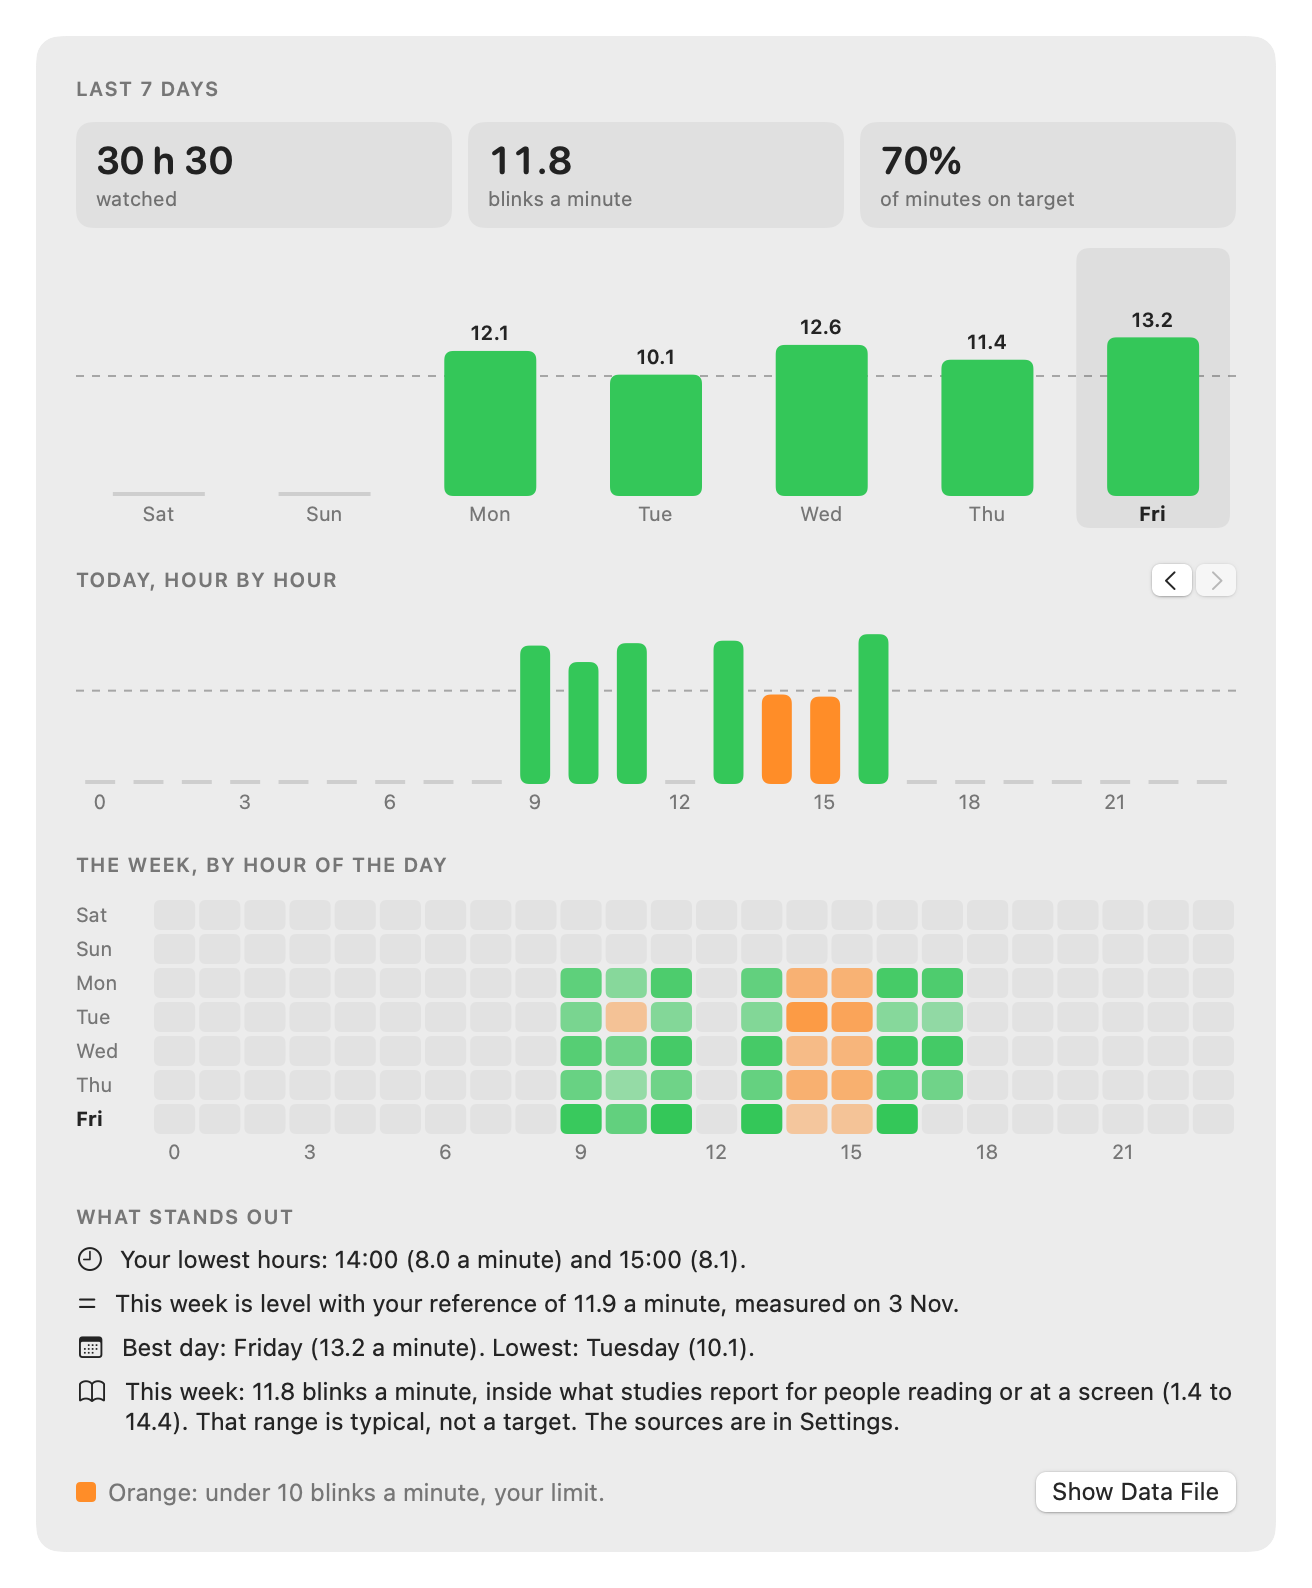 LAST 7 DAYS
30 h 30
watched
11.8
blinks a minute
70%
of minutes on target
12.1
10.1
12.6
11.4
13.2
Sat Sun Mon Tue Wed Thu Fri
TODAY, HOUR BY HOUR
0 3 6 9 12 15 18 21
THE WEEK, BY HOUR OF THE DAY
Sat
Sun
Mon
Tue
Wed
Thu
Fri
0 3 6 9 12 15 18 21
WHAT STANDS OUT
Your lowest hours: 14:00 (8.0 a minute) and 15:00 (8.1).
This week is level with your reference of 11.9 a minute, measured on 3 Nov.
Best day: Friday (13.2 a minute). Lowest: Tuesday (10.1).
This week: 11.8 blinks a minute, inside what studies report for people reading or at a screen (1.4 to
14.4). That range is typical, not a target. The sources are in Settings.
Orange: under 10 blinks a minute, your limit.
Show Data File